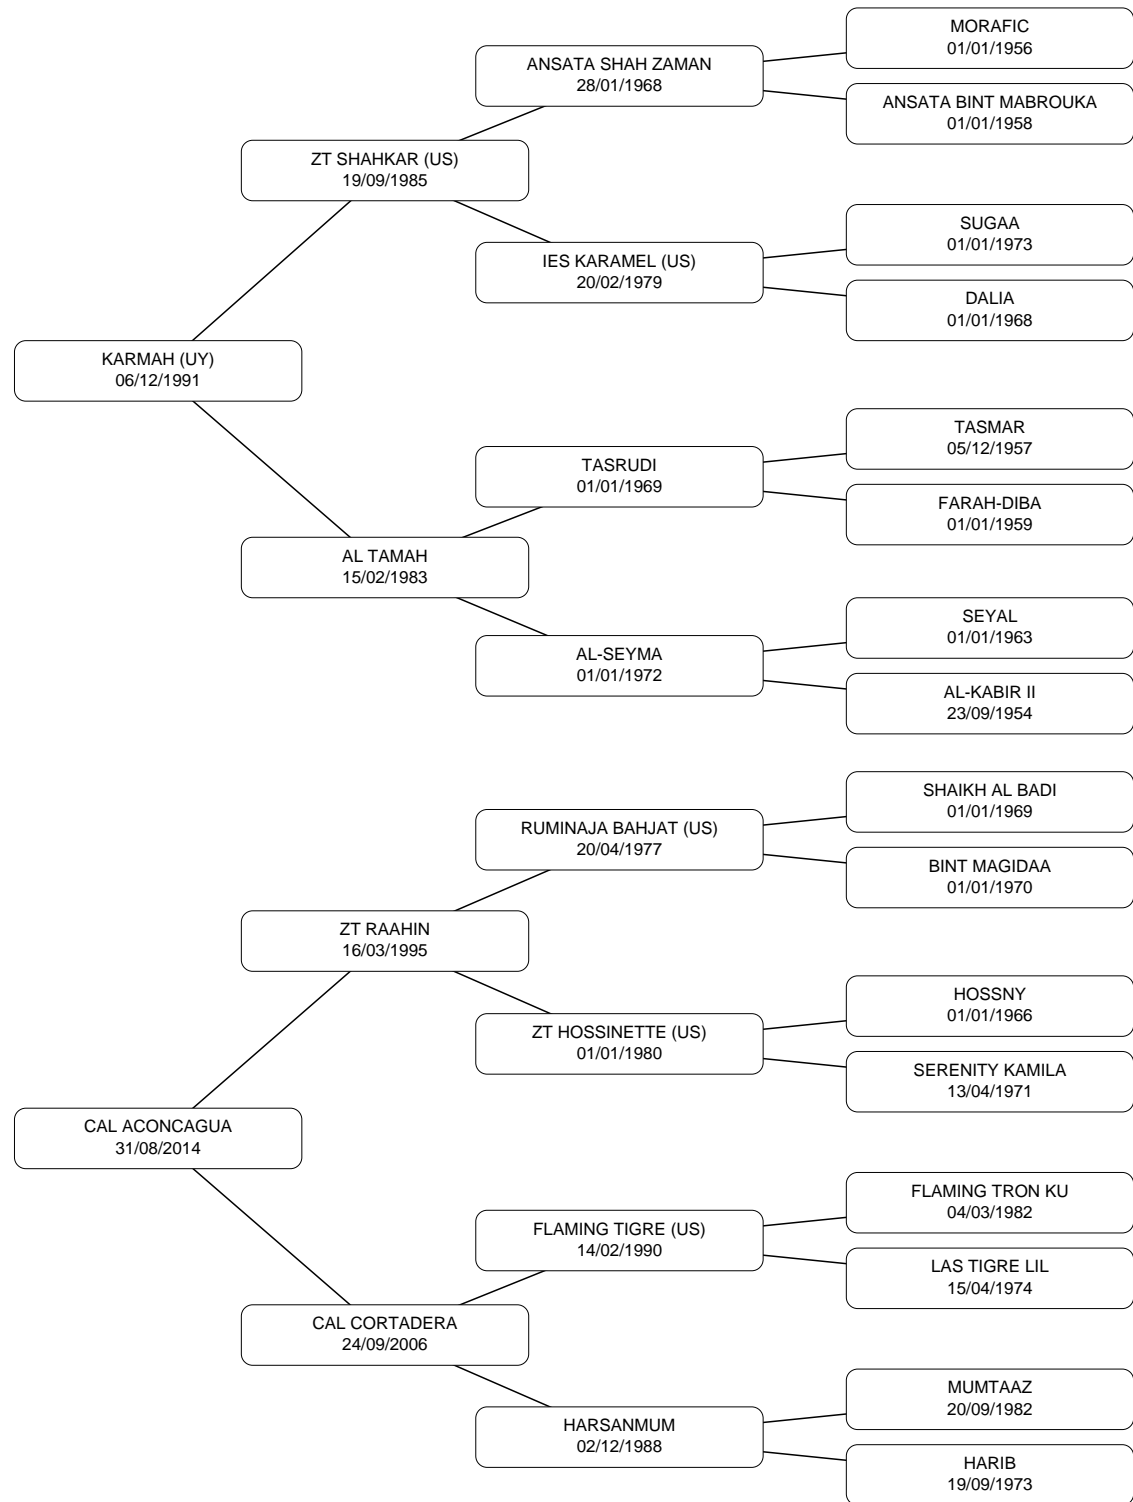 MORAFIC
01/01/1956
ANSATA SHAH ZAMAN
28/01/1968
ANSATA BINT MABROUKA
01/01/1958
ZT SHAHKAR (US)
19/09/1985
SUGAA
01/01/1973
IES KARAMEL (US)
20/02/1979
DALIA
01/01/1968
KARMAH (UY)
06/12/1991
TASMAR
05/12/1957
TASRUDI
01/01/1969
FARAH-DIBA
01/01/1959
AL TAMAH
15/02/1983
SEYAL
01/01/1963
AL-SEYMA
01/01/1972
AL-KABIR II
23/09/1954
SHAIKH AL BADI
01/01/1969
RUMINAJA BAHJAT (US)
20/04/1977
BINT MAGIDAA
01/01/1970
ZT RAAHIN
16/03/1995
HOSSNY
01/01/1966
ZT HOSSINETTE (US)
01/01/1980
SERENITY KAMILA
13/04/1971
CAL ACONCAGUA
31/08/2014
FLAMING TRON KU
04/03/1982
FLAMING TIGRE (US)
14/02/1990
LAS TIGRE LIL
15/04/1974
CAL CORTADERA
24/09/2006
MUMTAAZ
20/09/1982
HARSANMUM
02/12/1988
HARIB
19/09/1973